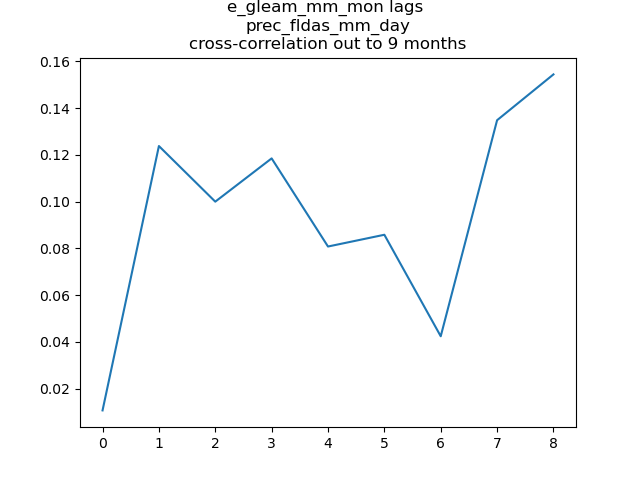 e_gleam_mm_mon lags
prec_fldas_mm_day
cross-correlation out to 9 months
0.16
0.14
0.12
0.10
0.08
0.06
0.04
0.02
0 1 2 3 4 5 6 7 8